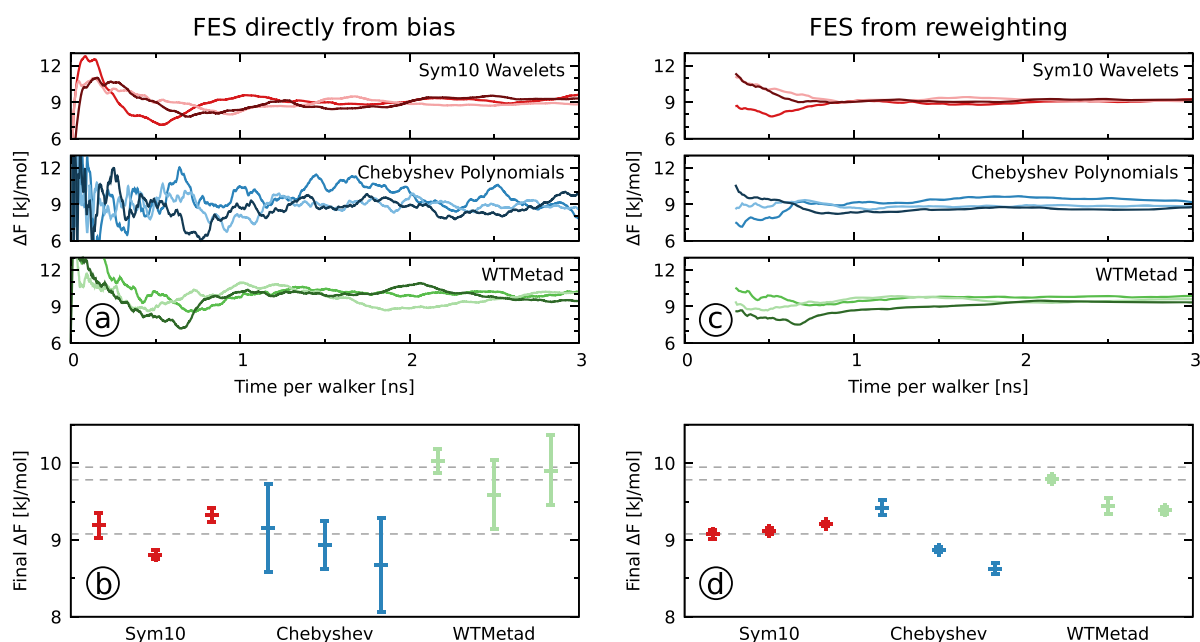 FES directly from bias
12
9
6
Sym10 Wavelets
12
9
6
Chebyshev Polynomials
ΔF [kJ/mol]
12
9
6
WTMetad
a
0 1 2 3
Time per walker [ns]
10
9
8
Final ΔF [kJ/mol]
b
Sym10 Chebyshev WTMetad
FES from reweighting
12
9
6
Sym10 Wavelets
12
9
6
Chebyshev Polynomials
ΔF [kJ/mol]
12
9
6
WTMetad
c
0 1 2 3
Time per walker [ns]
10
9
8
Final ΔF [kJ/mol]
d
Sym10 Chebyshev WTMetad